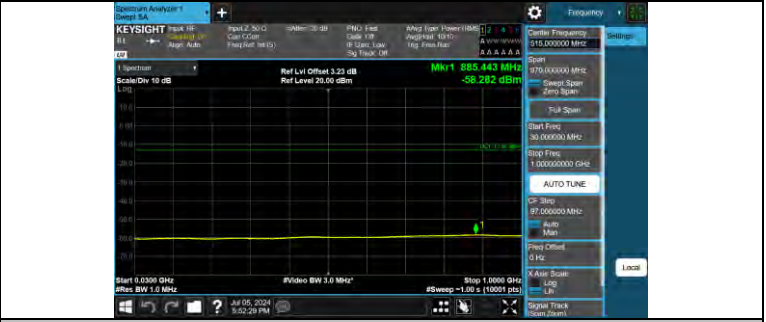 Spectrum Analyzer 1
Swept SA
Frequency
KEYSIGHT Input: RF
Input Z: 50 Ω
#Atten: 30 dB
PNO: Fast
Avg Type: Power (RMS
Align: Auto
Gate: Off
Avg|Hold: 10/10
IF Gain: Low
Trig: Free Run
Sig Track: Off
A A A A A A
1 Spectrum
Scale/Div 10 dB
Log
Ref Lvl Offset 3.23 dB
Ref Level 20.00 dBm
Mkr1 885.443 MHz
-58.282 dBm
10.0
0.00
1
Start 0.0300 GHz
#Res BW 1.0 MHz
#Video BW 3.0 MHz*
Stop 1.0000 GHz
#Sweep ~1.00 s (10001 pts)
Center Frequency
515.000000 MHz
Settings
Span
970.000000 MHz
Swept Span
Zero Span
Full Span
Start Freq
30.000000 MHz
Stop Freq
1.000000000 GHz
AUTO TUNE
CF Step
97.000000 MHz
Auto
Man
Freq Offset
0 Hz
X Axis Scale
Log
Lin
Signal Track
(Span Zoom)
Local
?
Jul 05, 2024
5:52:29 PM